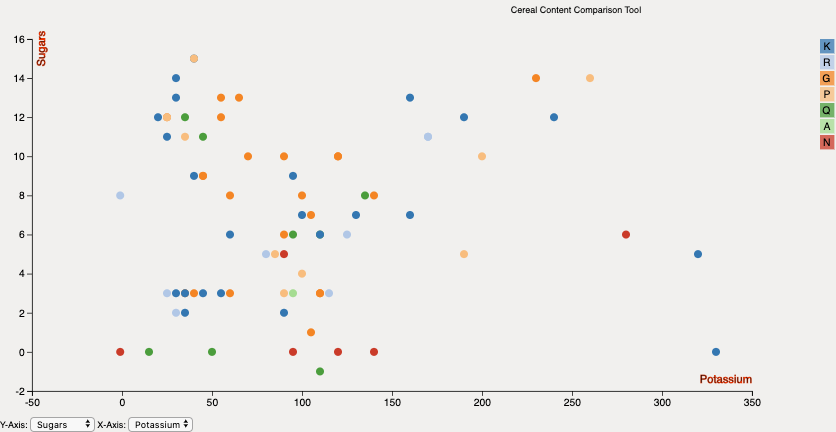 Cereal Content Comparison Tool
Sugars
16
14
12
10
8
6
4
2
0
-2
-50
0
50
100
150
200
250
300
350
Potassium
K
R
G
P
Q
A
N
Y-Axis: Sugars X-Axis: Potassium